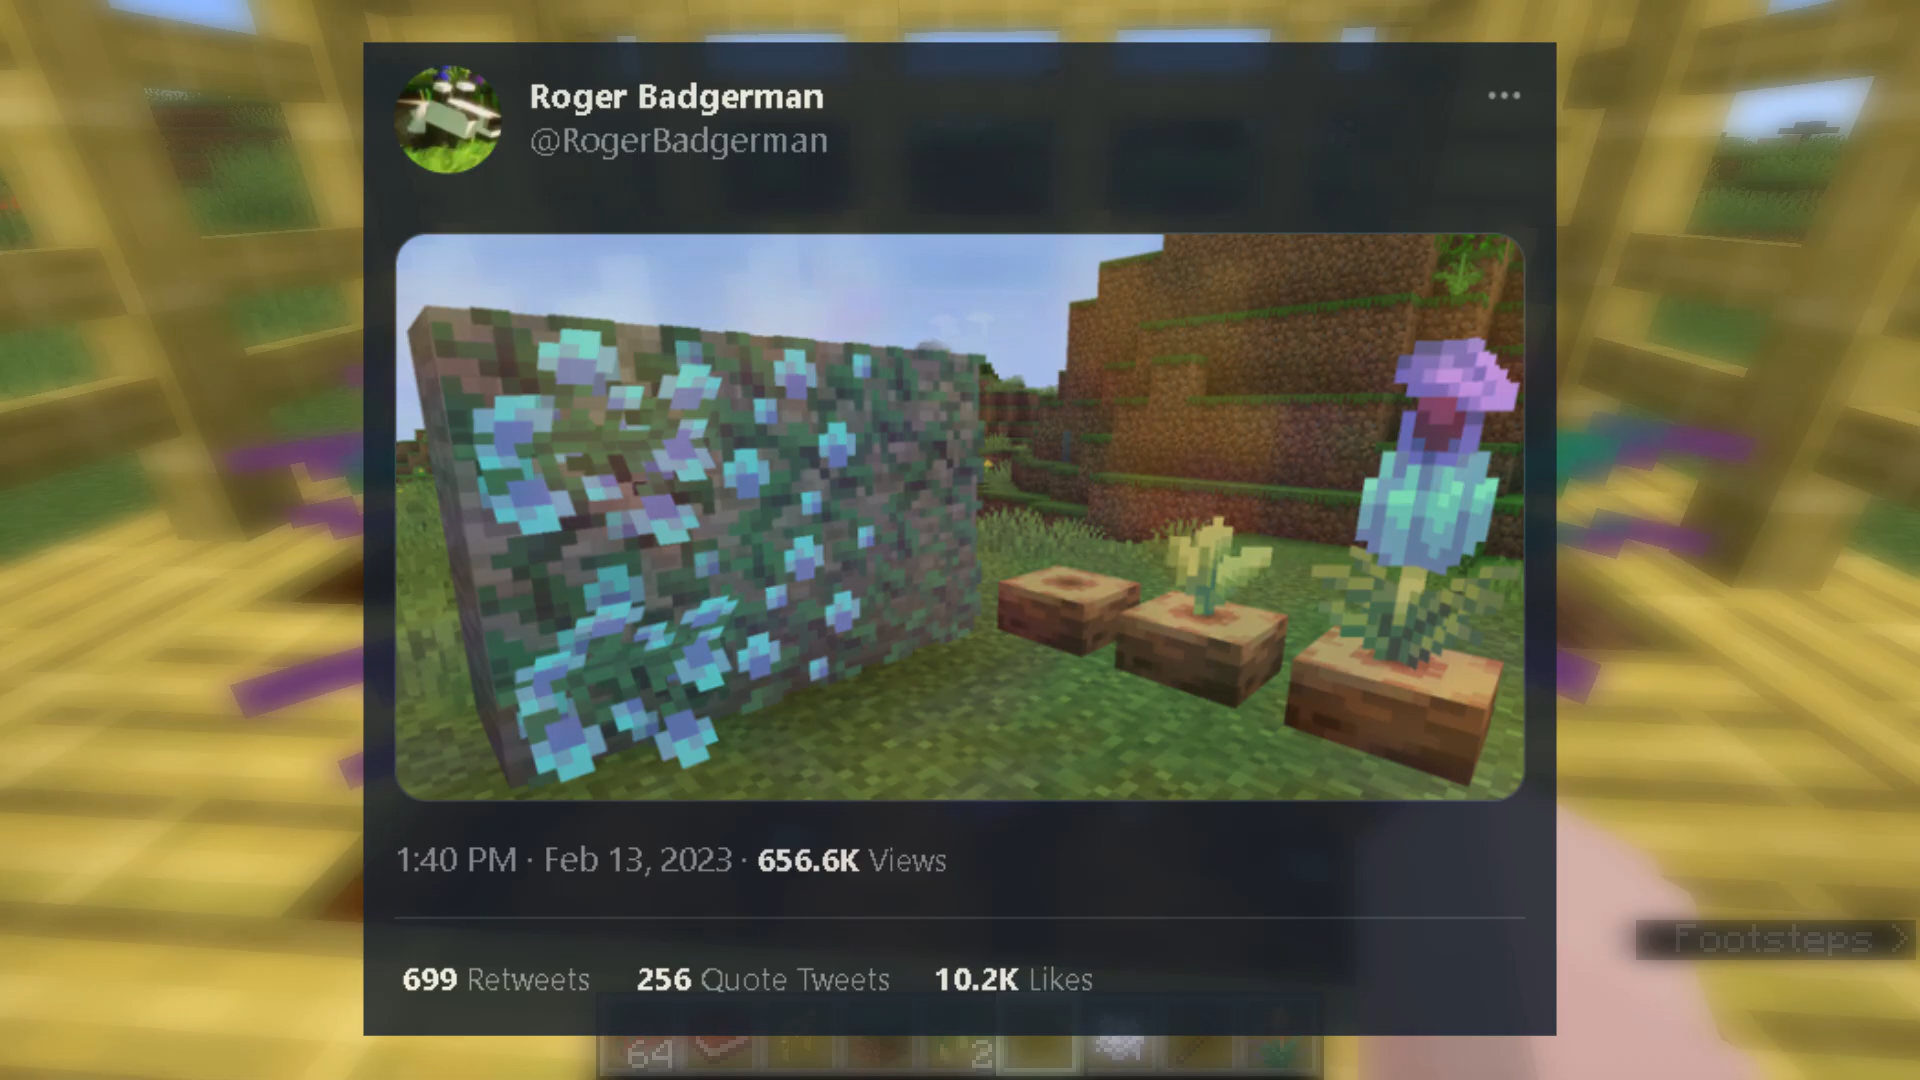 Roger Badgerman
@RogerBadgerman
1:40 PM · Feb 13, 2023 · 656.6K Views
699 Retweets 256 Quote Tweets 10.2K Likes
Footsteps >
64 2